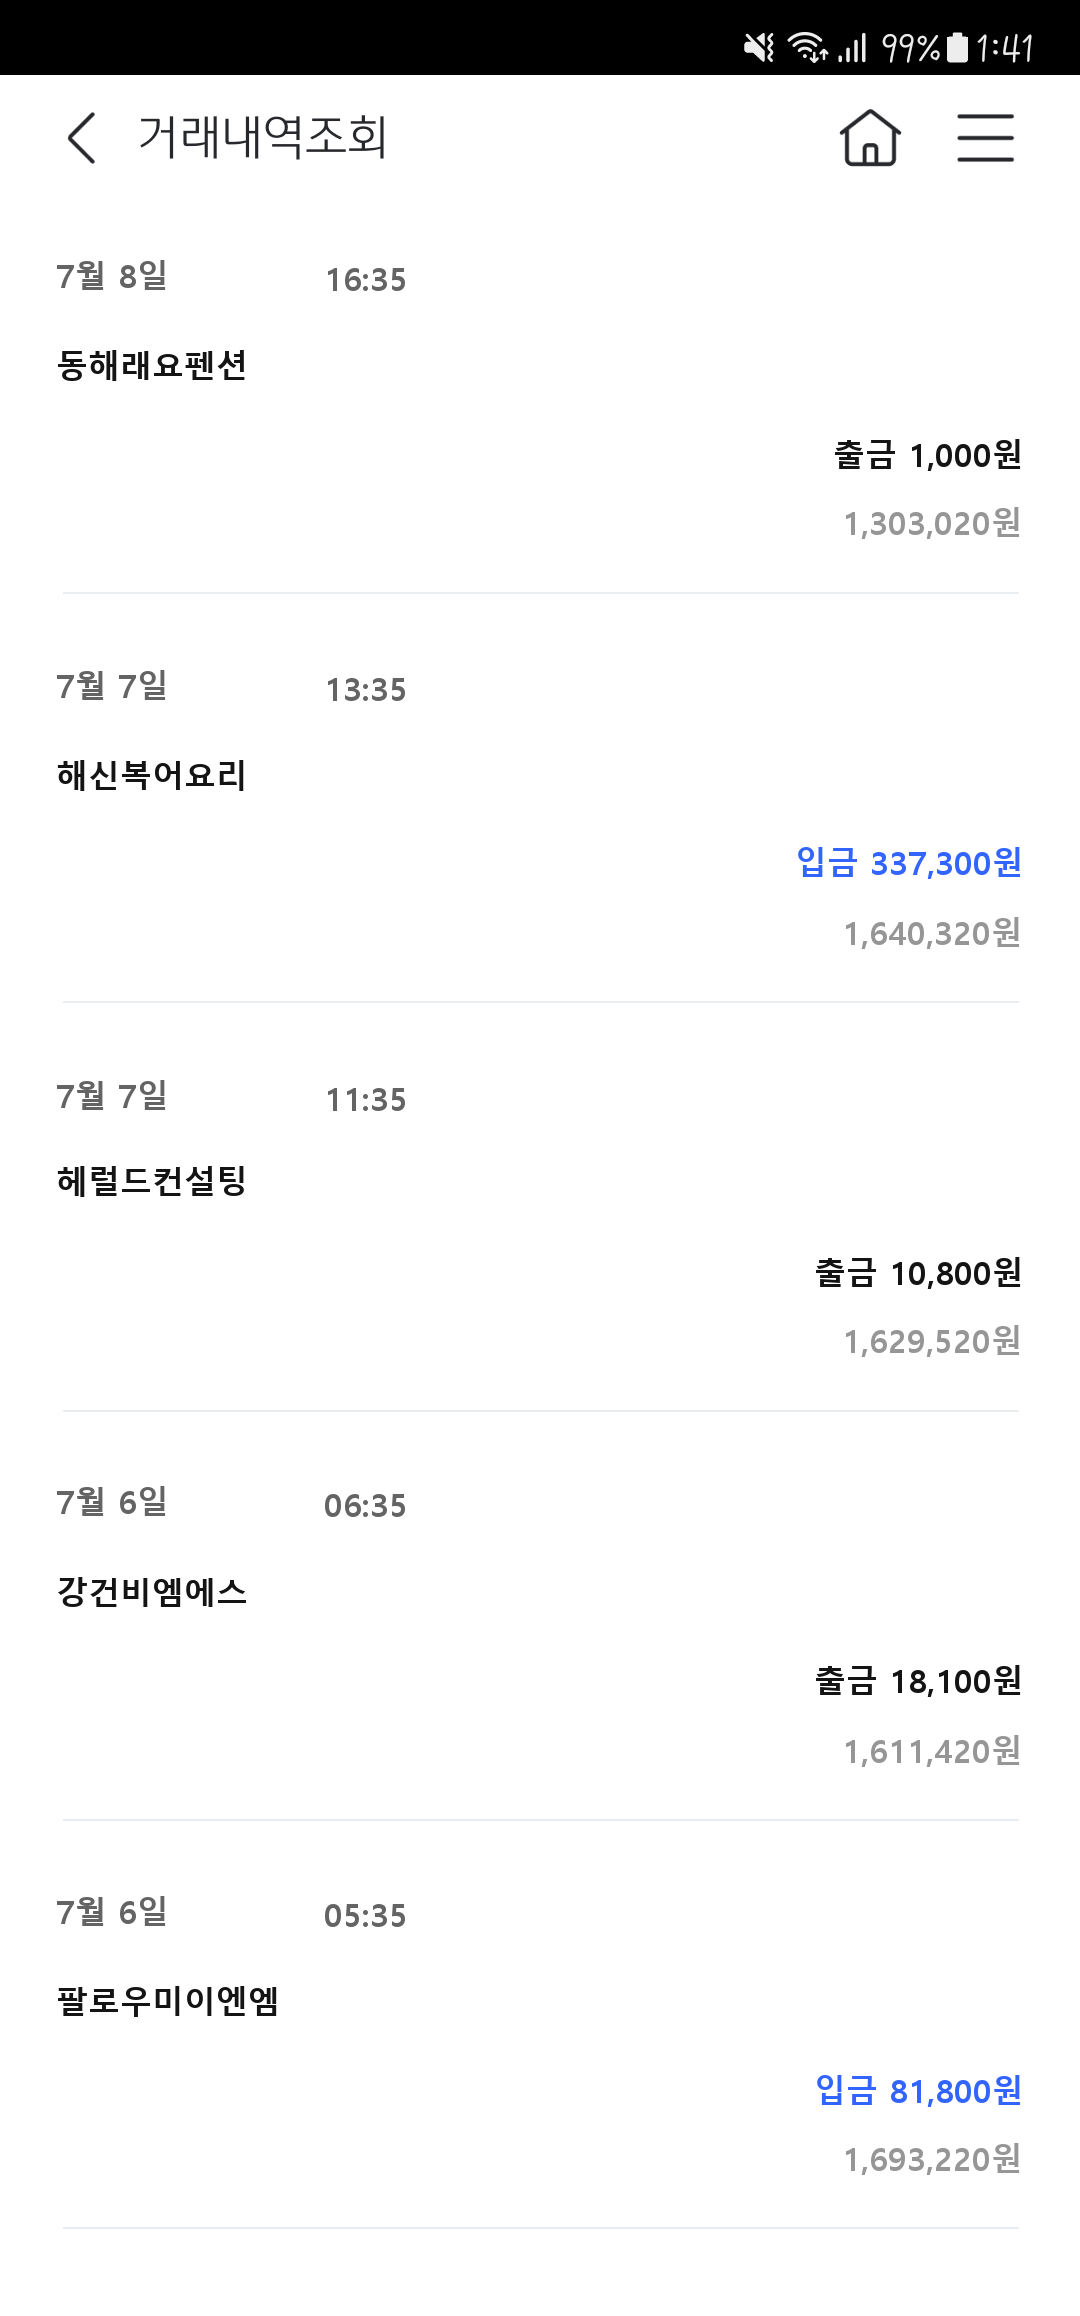 99% 1:41
거래내역조회
7월 8일 16:35
동해래요펜션
출금 1,000원
1,303,020원
7월 7일 13:35
해신복어요리
입금 337,300원
1,640,320원
7월 7일 11:35
헤럴드컨설팅
출금 10,800원
1,629,520원
7월 6일 06:35
강건비엠에스
출금 18,100원
1,611,420원
7월 6일 05:35
팔로우미이엔엠
입금 81,800원
1,693,220원